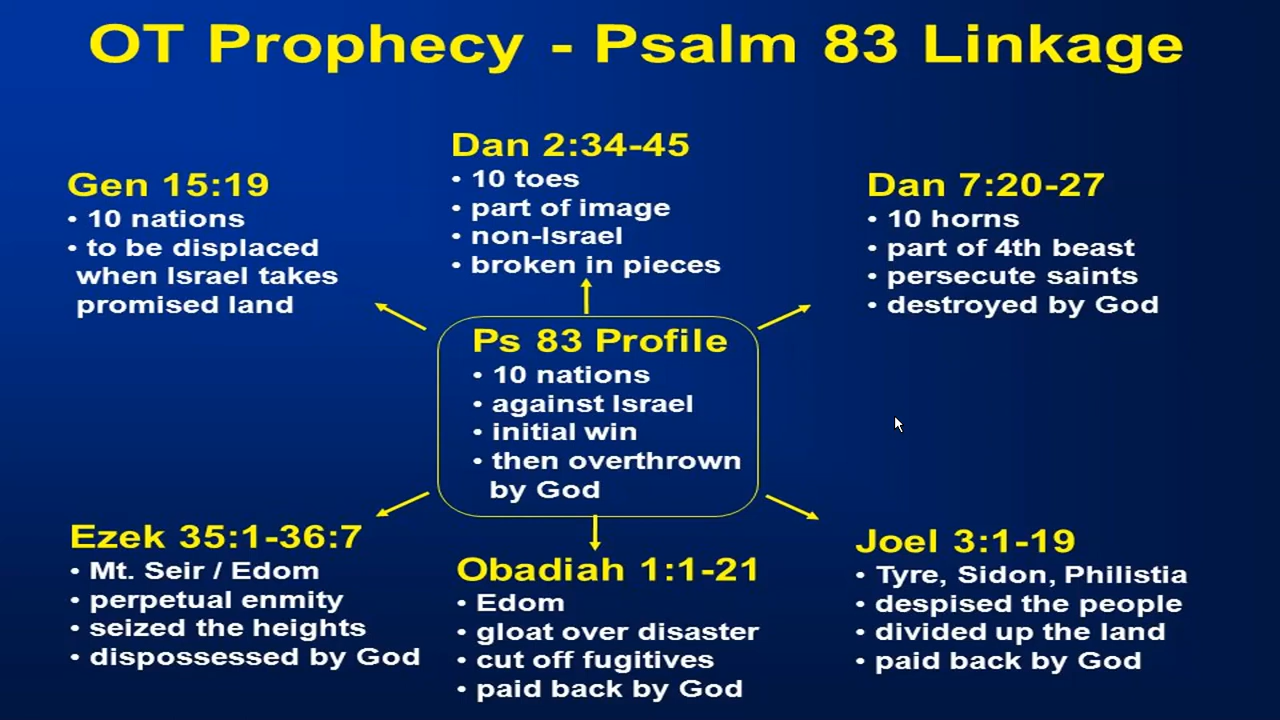 OT Prophecy - Psalm 83 Linkage
Gen 15:19
• 10 nations
• to be displaced
when Israel takes
promised land
Dan 2:34-45
• 10 toes
• part of image
• non-Israel
• broken in pieces
Dan 7:20-27
• 10 horns
• part of 4th beast
• persecute saints
• destroyed by God
Ps 83 Profile
• 10 nations
• against Israel
• initial win
• then overthrown
by God
Ezek 35:1-36:7
• Mt. Seir / Edom
• perpetual enmity
• seized the heights
• dispossessed by God
Obadiah 1:1-21
• Edom
• gloat over disaster
• cut off fugitives
• paid back by God
Joel 3:1-19
• Tyre, Sidon, Philistia
• despised the people
• divided up the land
• paid back by God